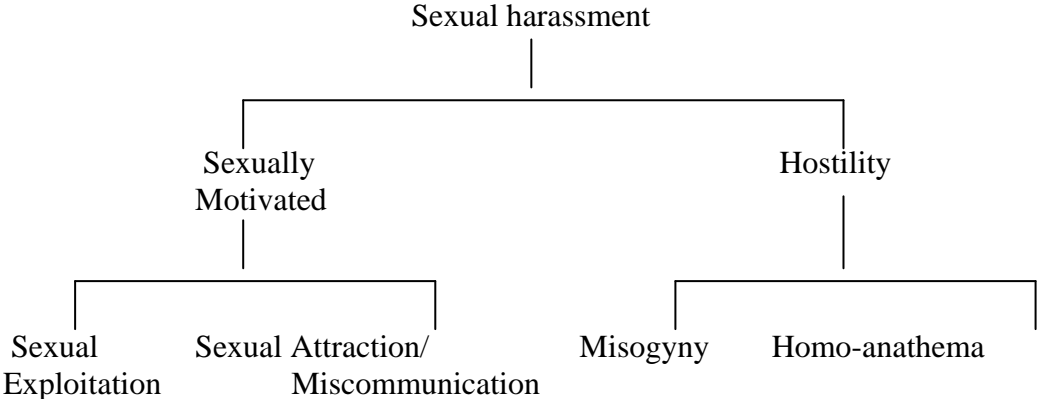 Sexual harassment
Sexually
Motivated
Hostility
Sexual
Exploitation
Sexual Attraction/
Miscommunication
Misogyny
Homo-anathema